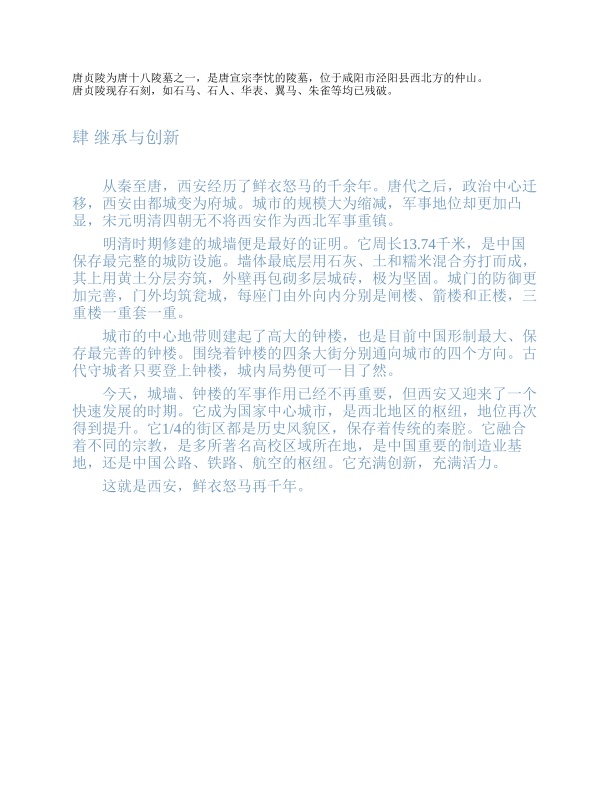 唐贞陵为唐十八陵墓之一，是唐宣宗李忱的陵墓，位于咸阳市泾阳县西北方的仲山。
唐贞陵现存石刻，如石马、石人、华表、翼马、朱雀等均已残破。
肆 继承与创新
从秦至唐，西安经历了鲜衣怒马的千余年。唐代之后，政治中心迁
移，西安由都城变为府城。城市的规模大为缩减，军事地位却更加凸
显，宋元明清四朝无不将西安作为西北军事重镇。
明清时期修建的城墙便是最好的证明。它周长13.74千米，是中国
保存最完整的城防设施。墙体最底层用石灰、土和糯米混合夯打而成，
其上用黄土分层夯筑，外壁再包砌多层城砖，极为坚固。城门的防御更
加完善，门外均筑瓮城，每座门由外向内分别是闸楼、箭楼和正楼，三
重楼一重套一重。
城市的中心地带则建起了高大的钟楼，也是目前中国形制最大、保
存最完善的钟楼。围绕着钟楼的四条大街分别通向城市的四个方向。古
代守城者只要登上钟楼，城内局势便可一目了然。
今天，城墙、钟楼的军事作用已经不再重要，但西安又迎来了一个
快速发展的时期。它成为国家中心城市，是西北地区的枢纽，地位再次
得到提升。它1/4的街区都是历史风貌区，保存着传统的秦腔。它融合
着不同的宗教，是多所著名高校区域所在地，是中国重要的制造业基
地，还是中国公路、铁路、航空的枢纽。它充满创新，充满活力。
这就是西安，鲜衣怒马再千年。